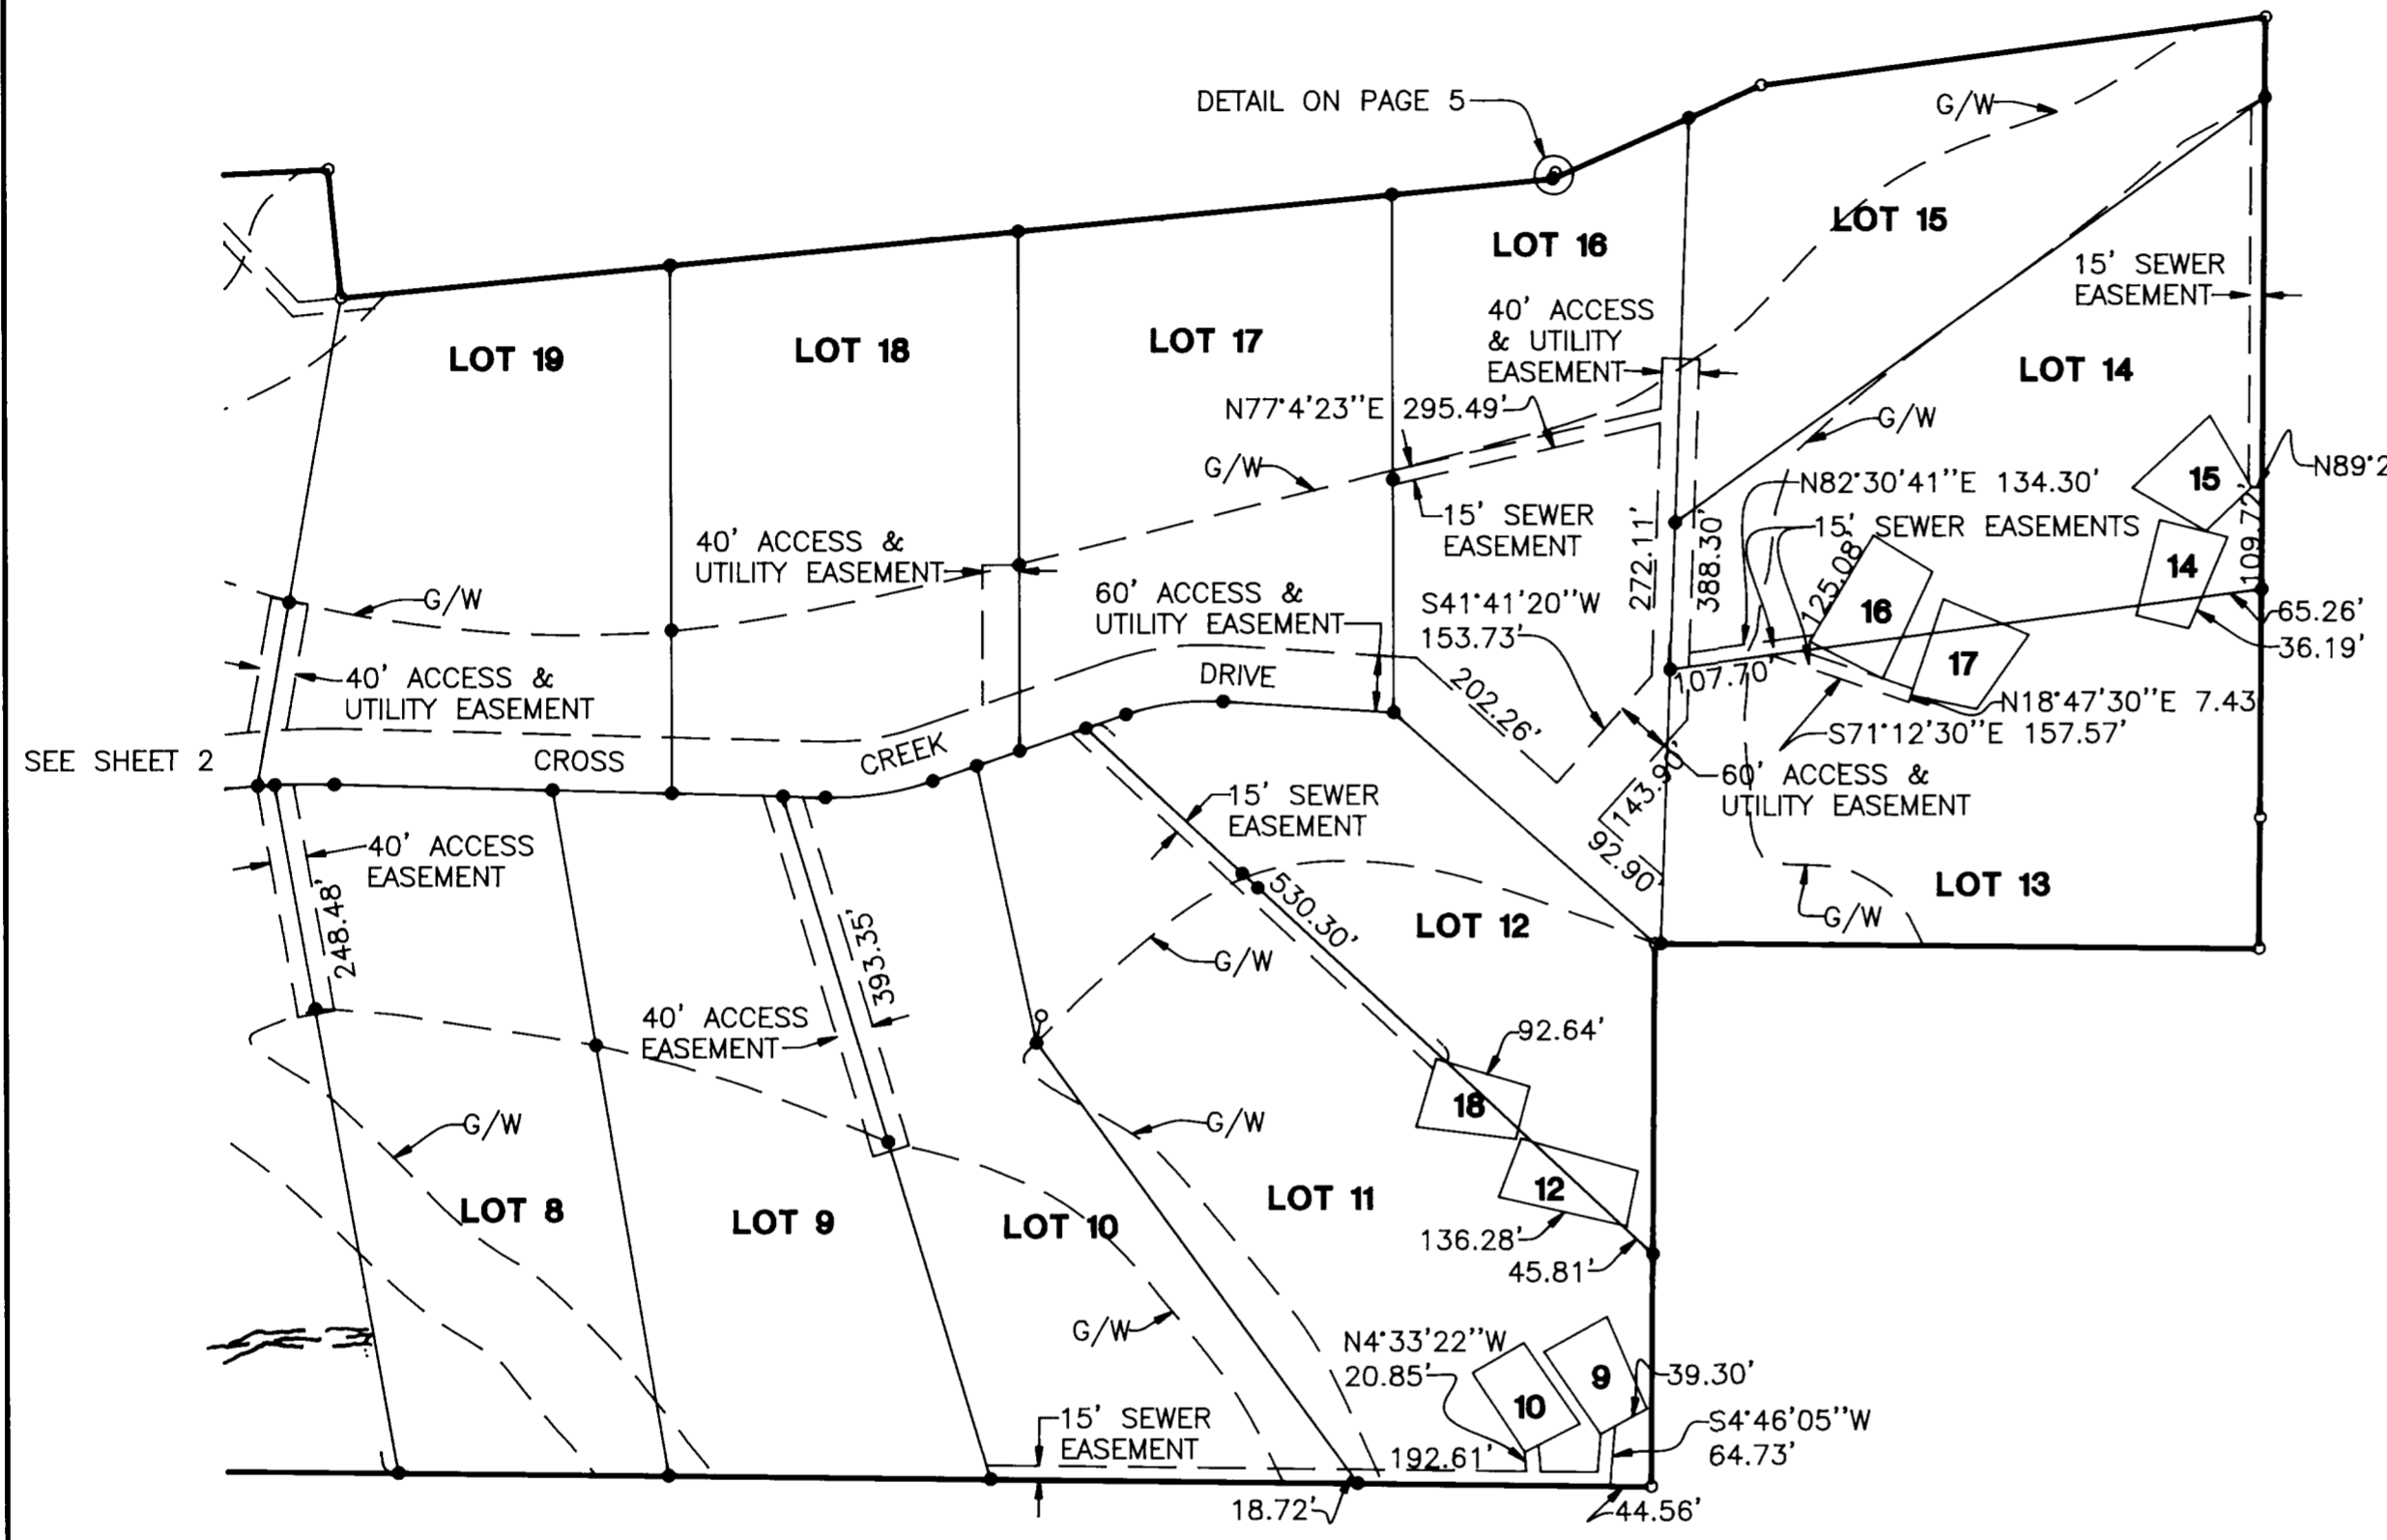 DETAIL ON PAGE 5
G/W
LOT 15
LOT 16
15' SEWER
EASEMENT
40' ACCESS
& UTILITY
EASEMENT
LOT 19
LOT 18
LOT 17
LOT 14
N77°4'23''E 295.49'
G/W
G/W
15
N89°2
N82°30'41''E 134.30'
15' SEWER EASEMENTS
15' SEWER
EASEMENT
272.11'
388.30'
125.08'
109.72'
14
40' ACCESS &
UTILITY EASEMENT
60' ACCESS &
UTILITY EASEMENT
S41°41'20''W
153.73'
16
65.26'
36.19'
G/W
17
40' ACCESS &
UTILITY EASEMENT
DRIVE
202.26'
107.70'
N18°47'30''E 7.43
S71°12'30''E 157.57'
SEE SHEET 2
CROSS
CREEK
60' ACCESS &
UTILITY EASEMENT
143.90'
92.90'
15' SEWER
EASEMENT
40' ACCESS
EASEMENT
248.48'
393.35'
530.30'
LOT 12
LOT 13
G/W
G/W
40' ACCESS
EASEMENT
92.64'
18
G/W
G/W
12
LOT 8
LOT 9
LOT 10
LOT 11
136.28'
45.81'
G/W
N4°33'22''W
20.85'
9
39.30'
10
15' SEWER
EASEMENT
S4°46'05''W
64.73'
192.61'
18.72'
44.56'